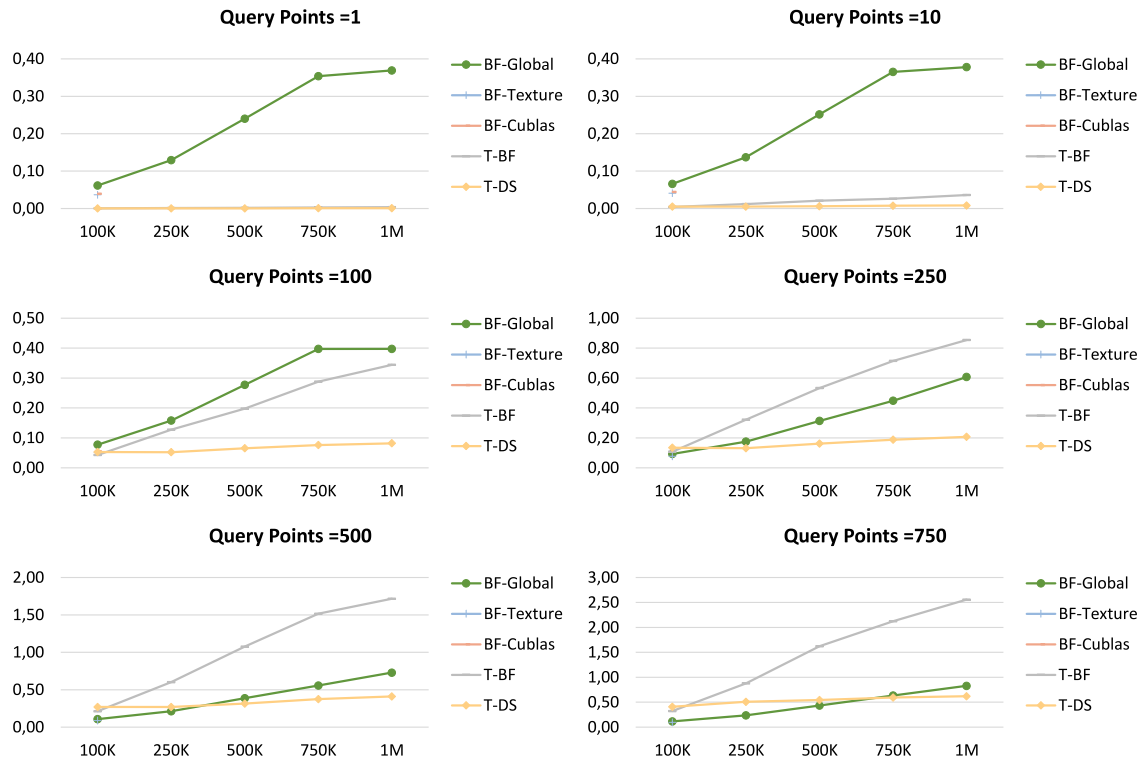 Query Points =1
0,40
0,30
0,20
0,10
0,00
100K 250K 500K 750K 1M
BF-Global
BF-Texture
BF-Cublas
T-BF
T-DS
Query Points =10
0,40
0,30
0,20
0,10
0,00
100K 250K 500K 750K 1M
BF-Global
BF-Texture
BF-Cublas
T-BF
T-DS
Query Points =100
0,50
0,40
0,30
0,20
0,10
0,00
100K 250K 500K 750K 1M
BF-Global
BF-Texture
BF-Cublas
T-BF
T-DS
Query Points =250
1,00
0,80
0,60
0,40
0,20
0,00
100K 250K 500K 750K 1M
BF-Global
BF-Texture
BF-Cublas
T-BF
T-DS
Query Points =500
2,00
1,50
1,00
0,50
0,00
100K 250K 500K 750K 1M
BF-Global
BF-Texture
BF-Cublas
T-BF
T-DS
Query Points =750
3,00
2,50
2,00
1,50
1,00
0,50
0,00
100K 250K 500K 750K 1M
BF-Global
BF-Texture
BF-Cublas
T-BF
T-DS